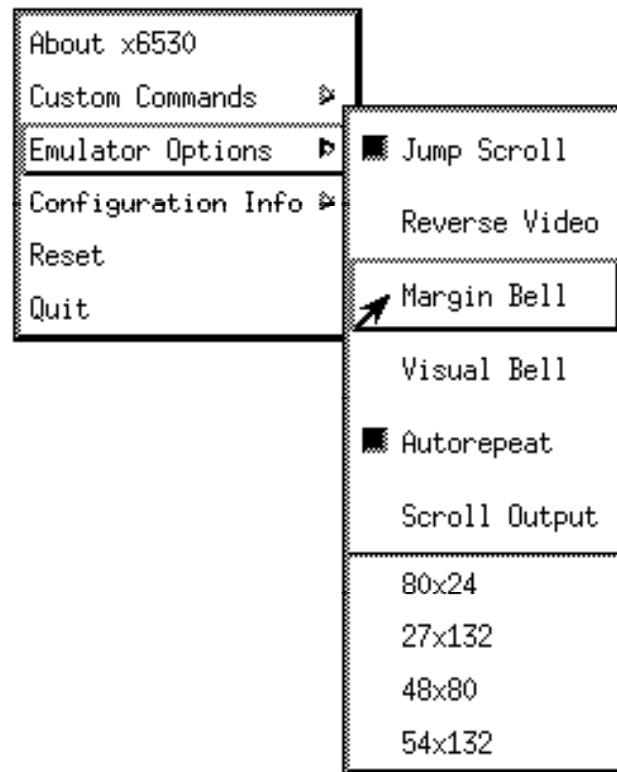 About x6530
Custom Commands
Emulator Options
Configuration Info
Reset
Quit
Jump Scroll
Reverse Video
Margin Bell
Visual Bell
Autorepeat
Scroll Output
80x24
27x132
48x80
54x132